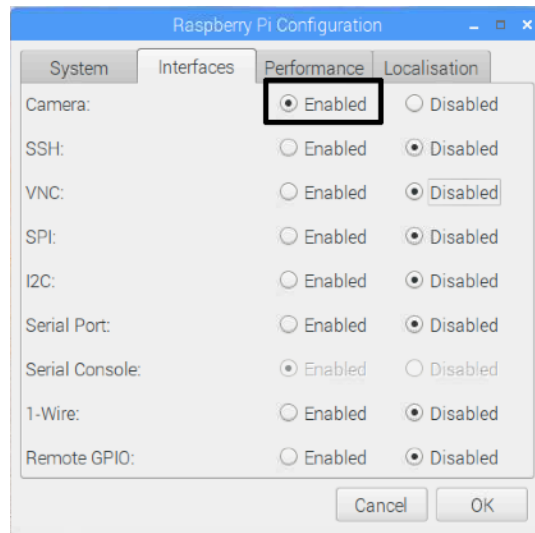 Raspberry Pi Configuration
System Interfaces Performance Localisation
Camera: Enabled Disabled
SSH: Enabled Disabled
VNC: Enabled Disabled
SPI: Enabled Disabled
I2C: Enabled Disabled
Serial Port: Enabled Disabled
Serial Console: Enabled Disabled
1-Wire: Enabled Disabled
Remote GPIO: Enabled Disabled
Cancel OK